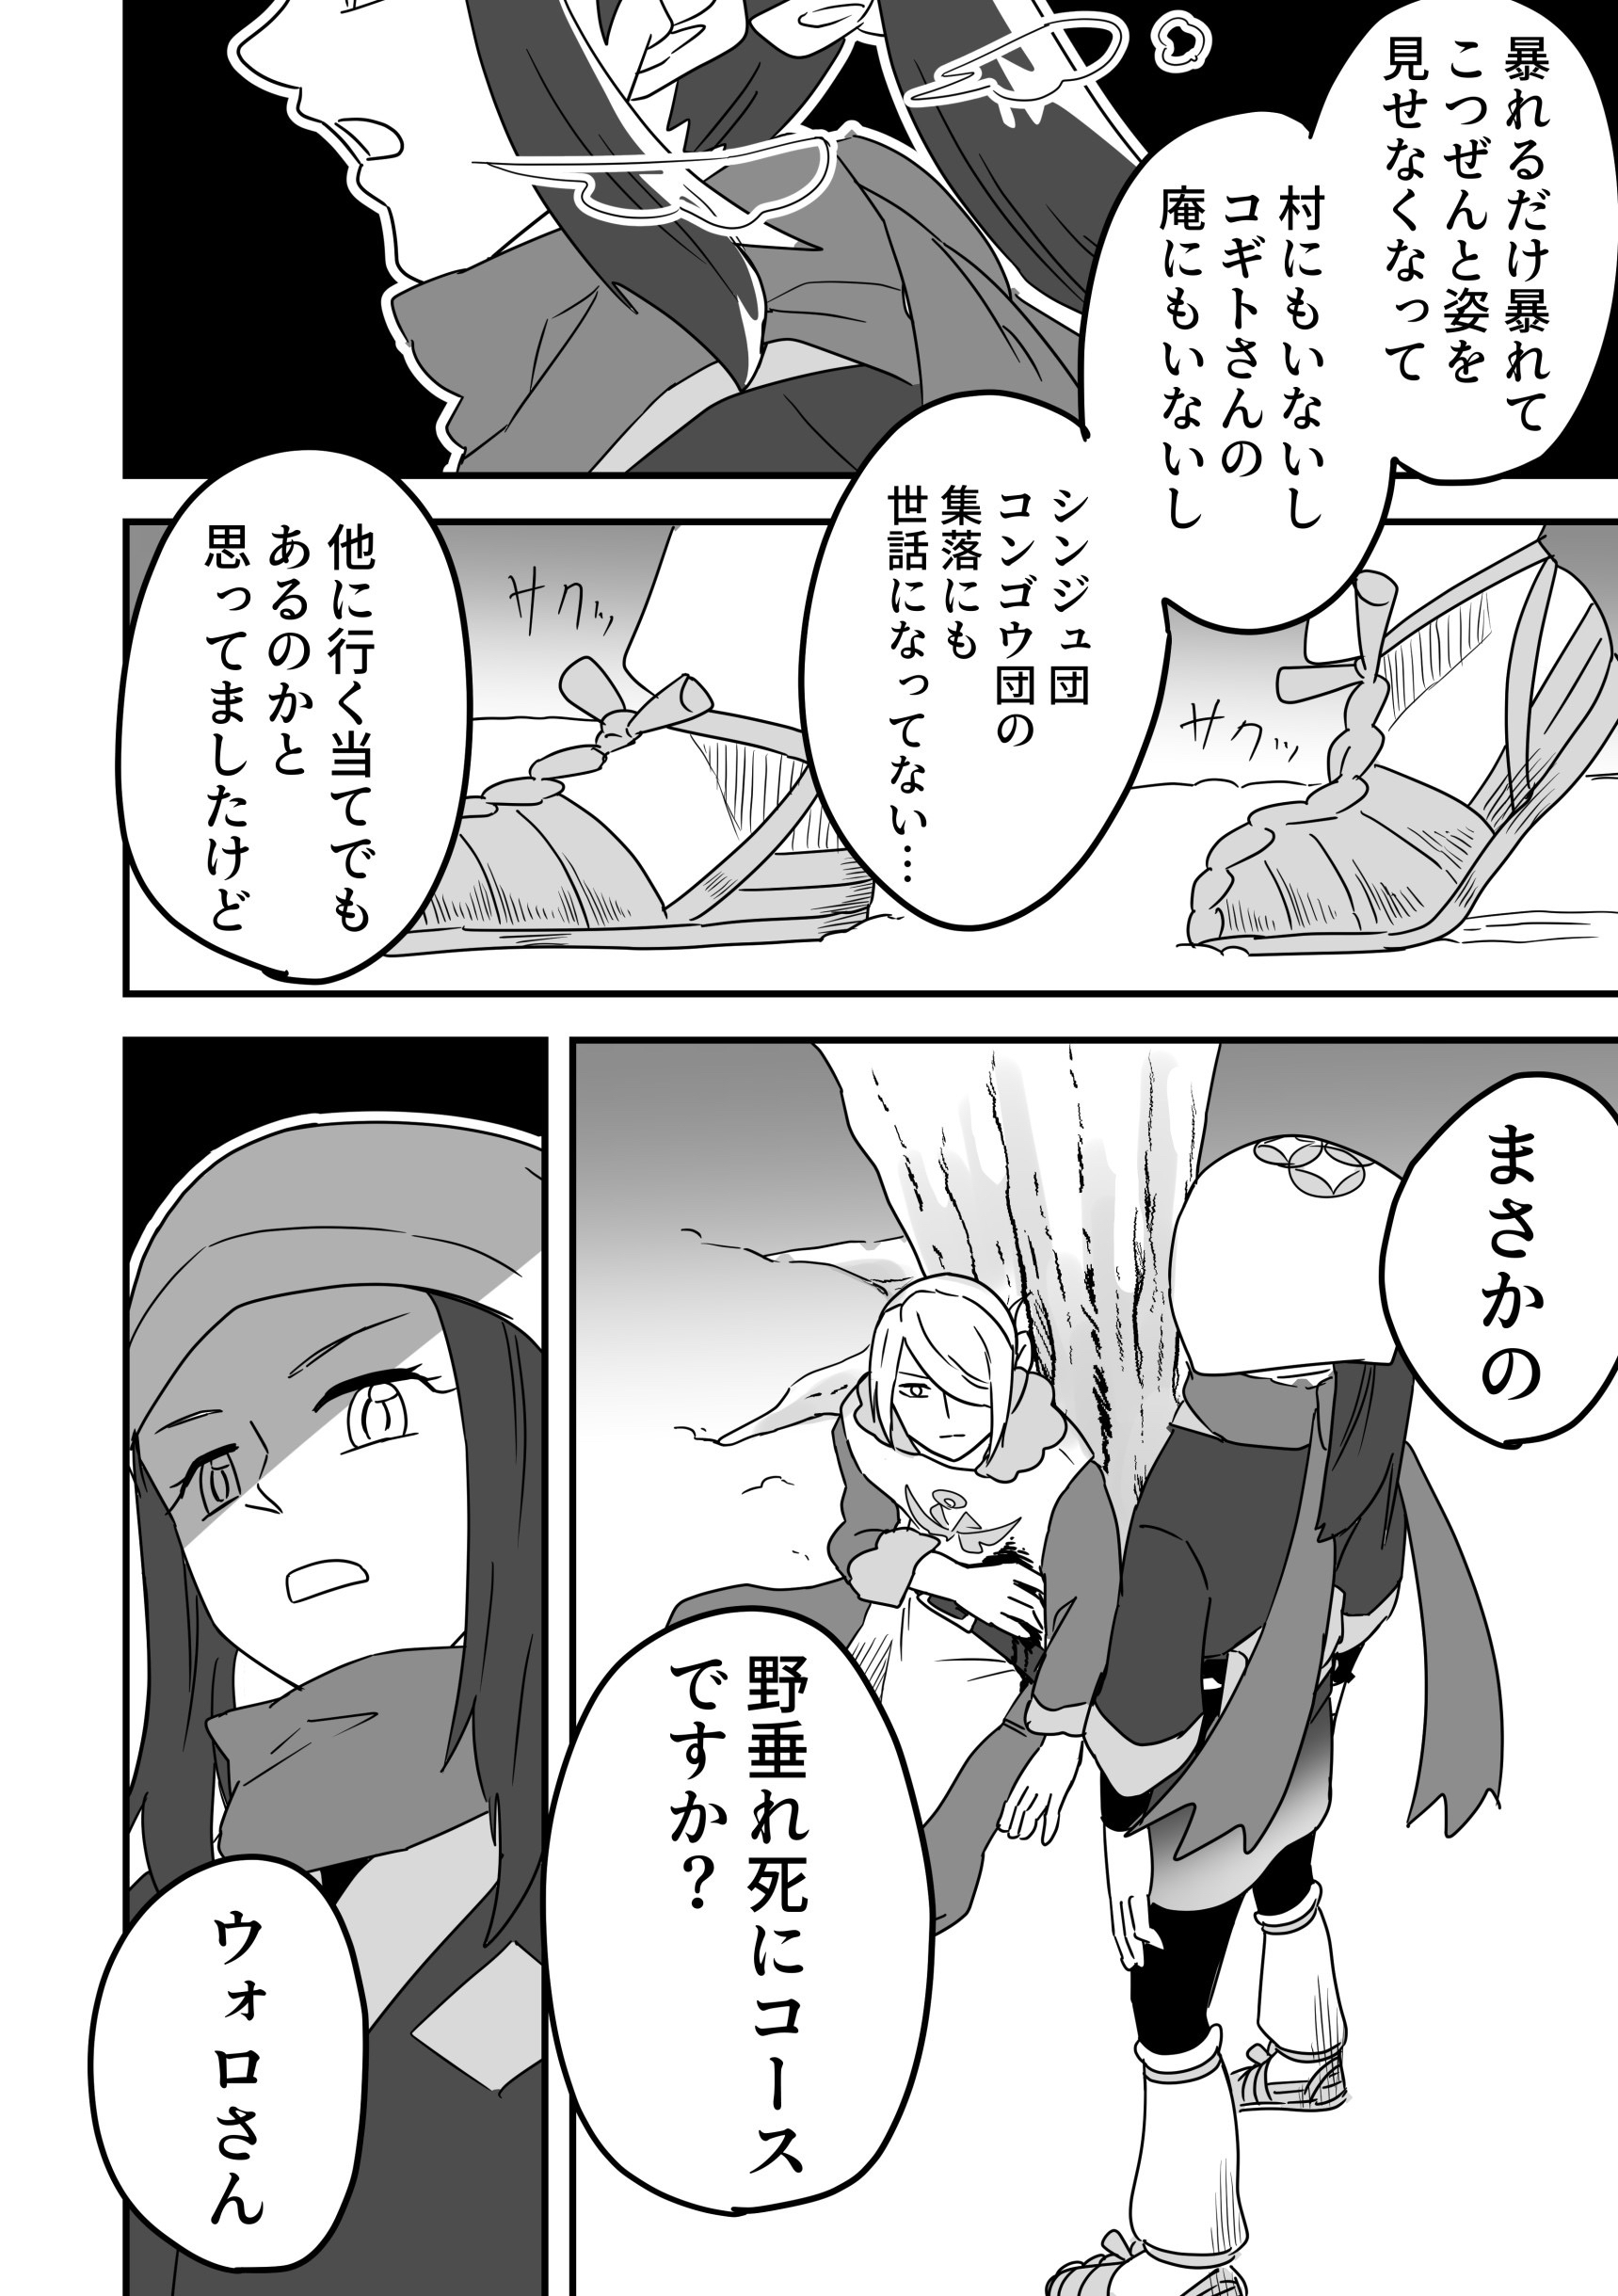 暴れるだけ暴れて
こつぜんと姿を
見せなくなって
村にもいないし
コギトさんの
庵にもいないし
シンジュ団
コンゴウ団の
集落にも
世話になってない…
サクッ
サクッ
他に行く当てでも
あるのかと
思ってましたけど
まさかの
野垂れ死にコース
ですか？
ウォロさん